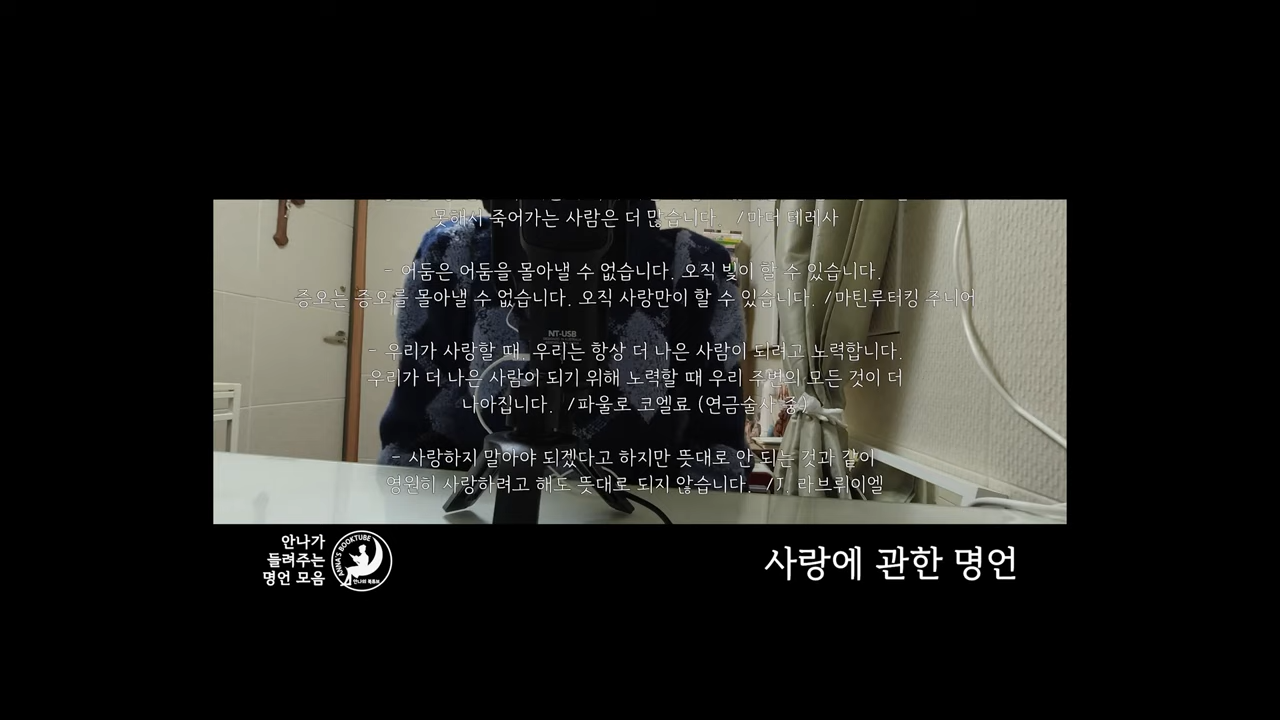 못해서 죽어가는 사람은 더 많습니다. /마더 테레사
- 어둠은 어둠을 몰아낼 수 없습니다. 오직 빛이 할 수 있습니다.
증오는 증오를 몰아낼 수 없습니다. 오직 사랑만이 할 수 있습니다. /마틴루터킹 주니어
NT-USB
- 우리가 사랑할 때, 우리는 항상 더 나은 사람이 되려고 노력합니다.
우리가 더 나은 사람이 되기 위해 노력할 때 우리 주변의 모든 것이 더
나아집니다. /파울로 코엘료 (연금술사 중)
- 사랑하지 말아야 되겠다고 하지만 뜻대로 안 되는 것과 같이
영원히 사랑하려고 해도 뜻대로 되지 않습니다. /J. 라브뤼이엘
안나가
들려주는
명언 모음
ANNA'S BOOKTUBE
안나의 북튜브
사랑에 관한 명언